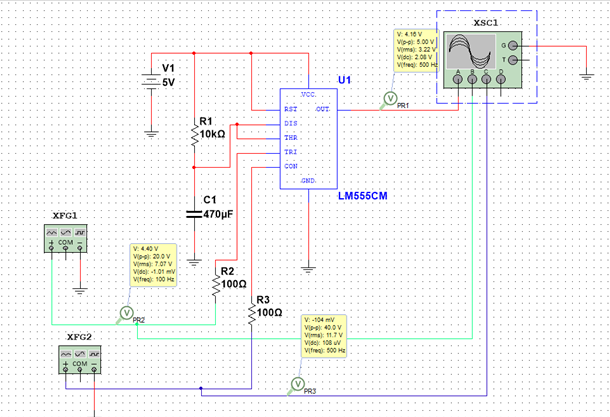 XSC1
G
T
A B C D
V: 4.16 V
V(p-p): 5.00 V
V(rms): 3.22 V
V(dc): 2.08 V
V(freq): 500 Hz
V
PR1
V1
5V
U1
VCC
RST OUT
DIS
THR
TRI
CON
GND
LM555CM
R1
10kΩ
C1
470µF
XFG1
+ COM −
V: 4.40 V
V(p-p): 20.0 V
V(rms): 7.07 V
V(dc): -1.01 mV
V(freq): 100 Hz
V
PR2
R2
100Ω
R3
100Ω
XFG2
+ COM −
V: -104 mV
V(p-p): 40.0 V
V(rms): 11.7 V
V(dc): 108 uV
V(freq): 500 Hz
V
PR3